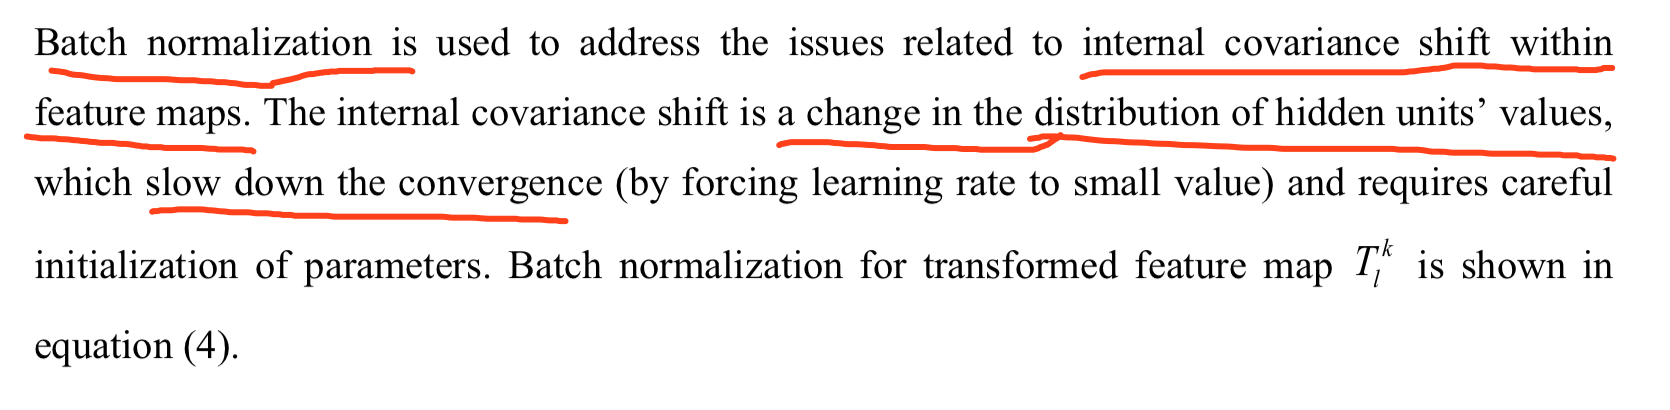 Batch normalization is used to address the issues related to internal covariance shift within
feature maps. The internal covariance shift is a change in the distribution of hidden units’ values,
which slow down the convergence (by forcing learning rate to small value) and requires careful
initialization of parameters. Batch normalization for transformed feature map T_l^k is shown in
equation (4).